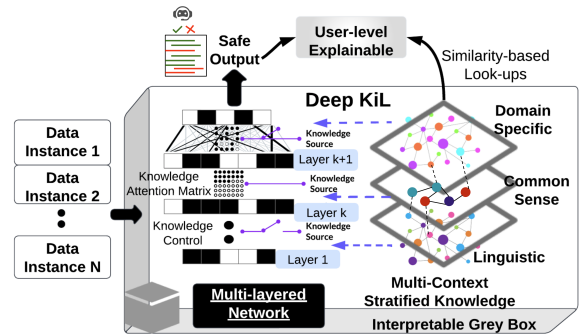 Safe
Output
User-level
Explainable
Similarity-based
Look-ups
Deep KiL
Domain
Specific
Data
Instance 1
Data
Instance 2
Data
Instance N
Knowledge
Source
Layer k+1
Knowledge
Attention Matrix
Knowledge
Source
Layer k
Common
Sense
Knowledge
Control
Knowledge
Source
Layer 1
Linguistic
Multi-layered
Network
Multi-Context
Stratified Knowledge
Interpretable Grey Box